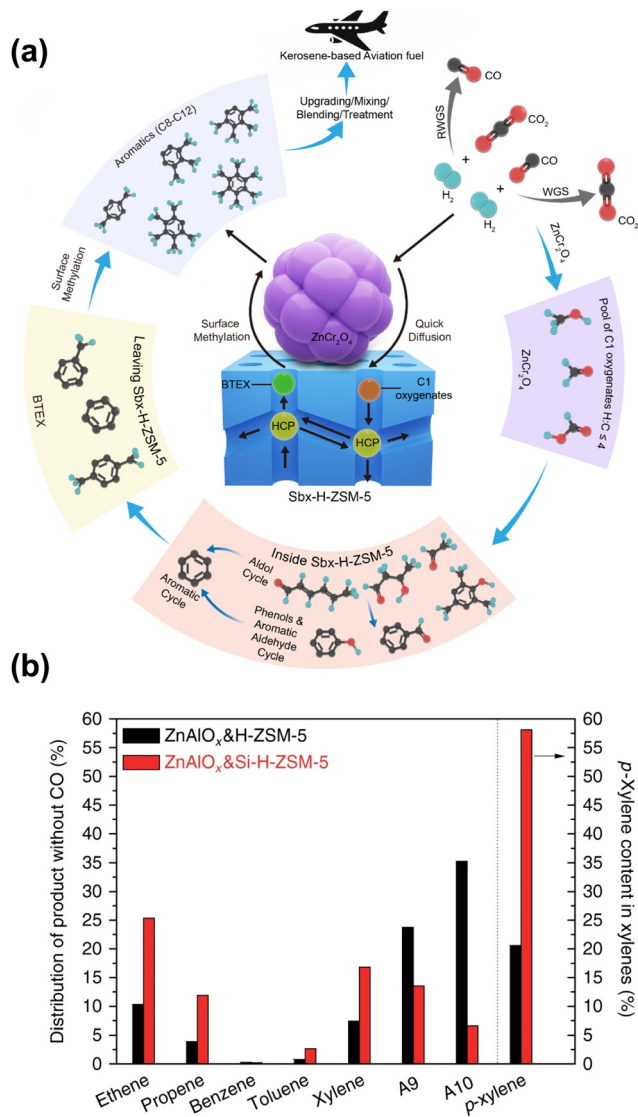 (a)
Kerosene-based Aviation fuel
Upgrading/Mixing/
Blending/Treatment
Aromatics (C8-C12)
CO
RWGS
CO₂
+
CO
H₂
+
WGS
CO₂
H₂
ZnCr₂O₄
Surface
Methylation
ZnCr₂O₄
Surface
Methylation
Quick
Diffusion
Pool of C1 oxygenates H:C ≤ 4
ZnCr₂O₄
Leaving Sbx-H-ZSM-5
BTEX
BTEX
C1
oxygenates
HCP
HCP
Sbx-H-ZSM-5
Inside Sbx-H-ZSM-5
Aldol
Cycle
Aromatic Cycle
Phenols &
Aromatic
Aldehyde Cycle
(b)
Distribution of product without CO (%)
60
55
50
45
40
35
30
25
20
15
10
5
0
ZnAlOₓ&H-ZSM-5
ZnAlOₓ&Si-H-ZSM-5
60
55
50
45
40
35
30
25
20
15
10
5
0
p-Xylene content in xylenes (%)
Ethene
Propene
Benzene
Toluene
Xylene
A9
A10
p-xylene